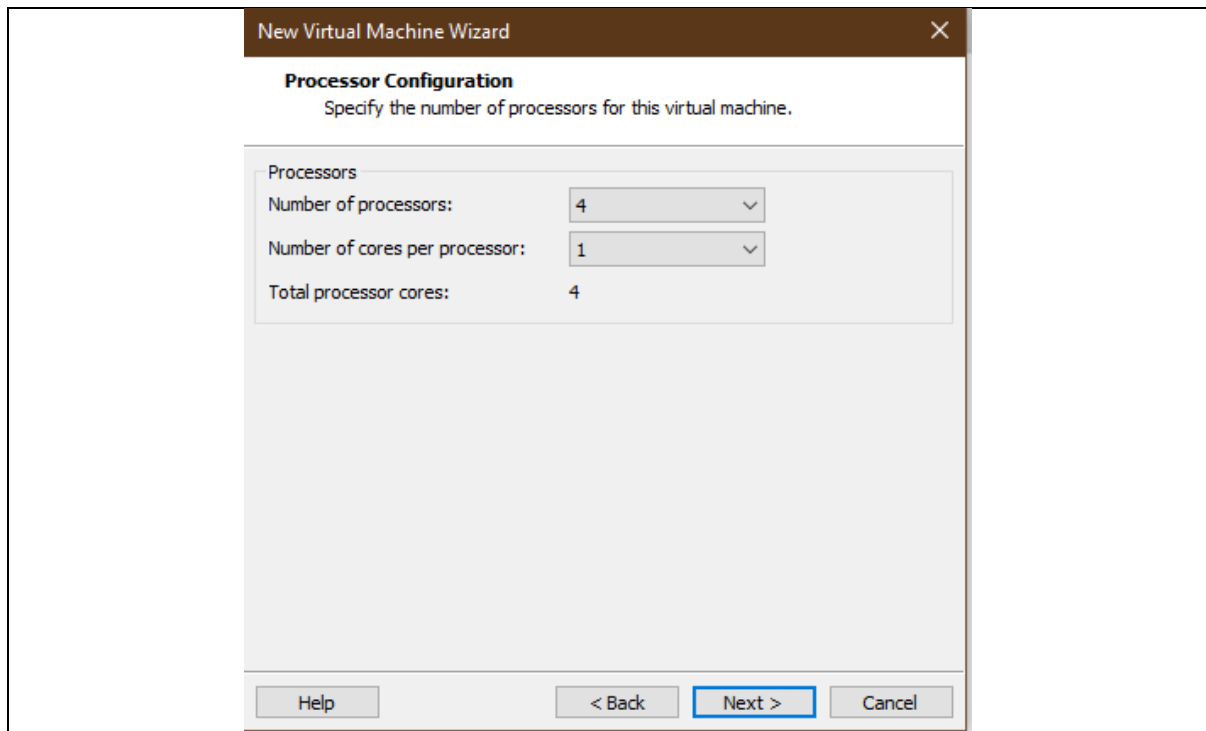 New Virtual Machine Wizard
Processor Configuration
Specify the number of processors for this virtual machine.
Processors
Number of processors: 4
Number of cores per processor: 1
Total processor cores: 4
Help < Back Next > Cancel